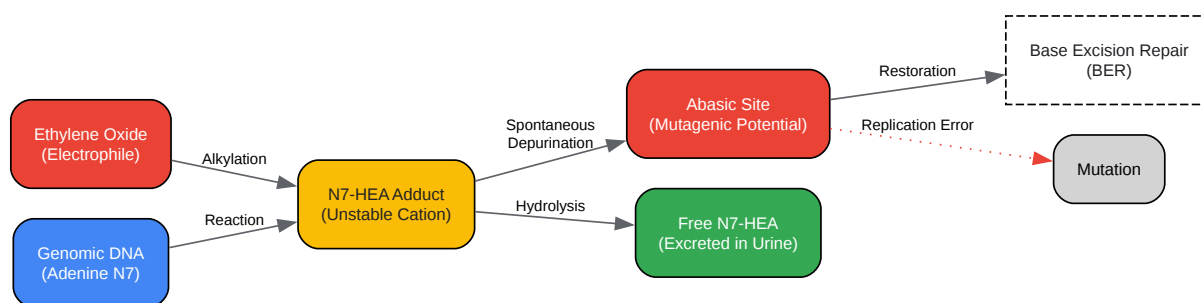 Ethylene Oxide
(Electrophile)
Genomic DNA
(Adenine N7)
Alkylation
Reaction
N7-HEA Adduct
(Unstable Cation)
Spontaneous
Depurination
Hydrolysis
Abasic Site
(Mutagenic Potential)
Free N7-HEA
(Excreted in Urine)
Restoration
Replication Error
Base Excision Repair
(BER)
Mutation